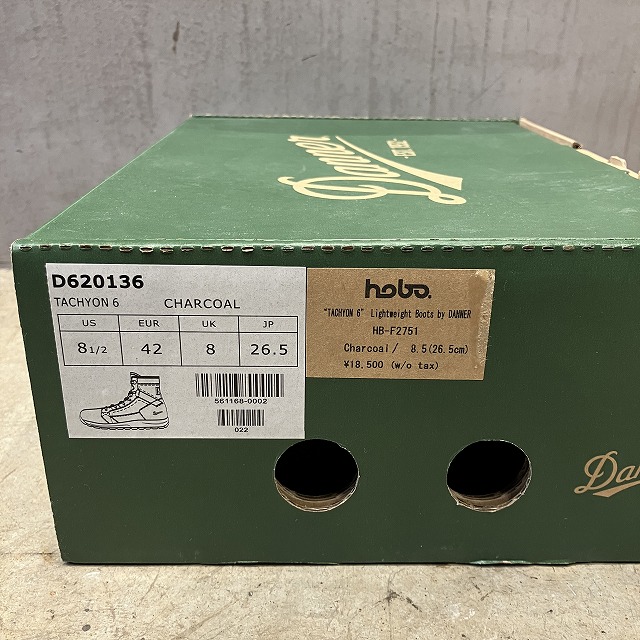 Danner
D620136
TACHYON 6 CHARCOAL
US EUR UK JP
8 1/2 42 8 26.5
561168-0002
022
hobo.
"TACHYON 6" Lightweight Boots by DANNER
HB-F2751
Charcoal/ 8.5(26.5cm)
¥18,500 (w/o tax)